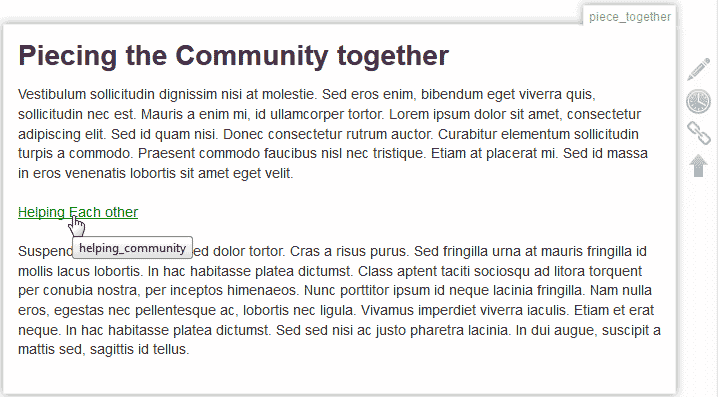 piece_together
Piecing the Community together
Vestibulum sollicitudin dignissim nisi at molestie. Sed eros enim, bibendum eget viverra quis,
sollicitudin nec est. Mauris a enim mi, id ullamcorper tortor. Lorem ipsum dolor sit amet, consectetur
adipiscing elit. Sed id quam nisi. Donec consectetur rutrum auctor. Curabitur elementum sollicitudin
turpis a commodo. Praesent commodo faucibus nisl nec tristique. Etiam at placerat mi. Sed id massa
in eros venenatis lobortis sit amet eget velit.
Helping Each other
helping_community
Suspend ed dolor tortor. Cras a risus purus. Sed fringilla urna at mauris fringilla id
mollis lacus lobortis. In hac habitasse platea dictumst. Class aptent taciti sociosqu ad litora torquent
per conubia nostra, per inceptos himenaeos. Nunc porttitor ipsum id neque lacinia fringilla. Nam nulla
eros, egestas nec pellentesque ac, lobortis nec ligula. Vivamus imperdiet viverra iaculis. Etiam et erat
neque. In hac habitasse platea dictumst. Sed sed nisi ac justo pharetra lacinia. In dui augue, suscipit a
mattis sed, sagittis id tellus.